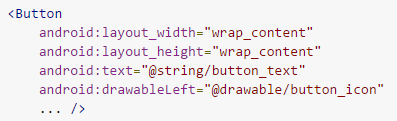 <Button
    android:layout_width="wrap_content"
    android:layout_height="wrap_content"
    android:text="@string/button_text"
    android:drawableLeft="@drawable/button_icon"
    ... />